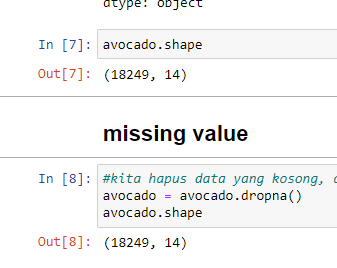 dtype: object
In [7]: avocado.shape
Out[7]: (18249, 14)
missing value
In [8]: #kita hapus data yang kosong,
avocado = avocado.dropna()
avocado.shape
Out[8]: (18249, 14)